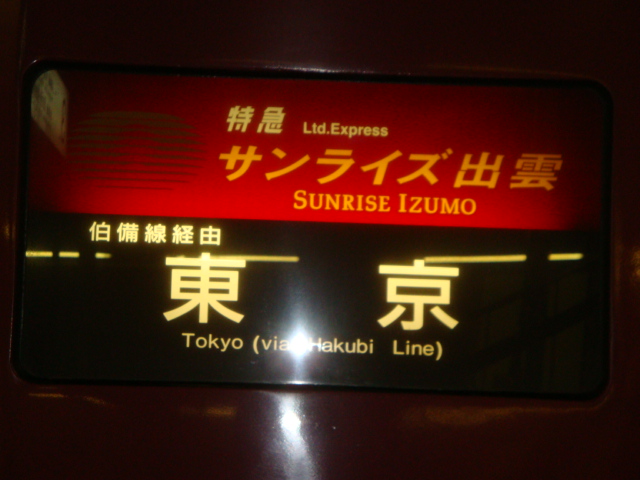 特急 Ltd.Express
サンライズ出雲
SUNRISE IZUMO
伯備線経由
東京
Tokyo (via Hakubi Line)